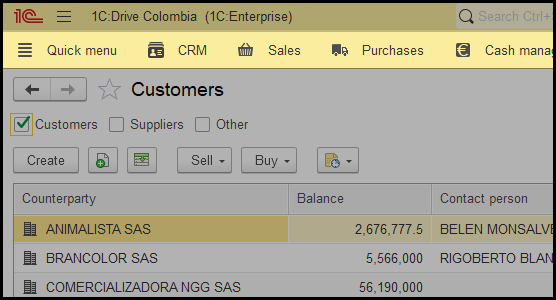 1C 1C:Drive Colombia (1C:Enterprise) Search Ctrl+
Quick menu CRM Sales Purchases Cash mana
Customers
Customers Suppliers Other
Create Sell Buy
Counterparty Balance Contact person
ANIMALISTA SAS 2,676,777.5 BELEN MONSALVE
BRANCOLOR SAS 5,566,000 RIGOBERTO BLAN
COMERCIALIZADORA NGG SAS 56,190,000